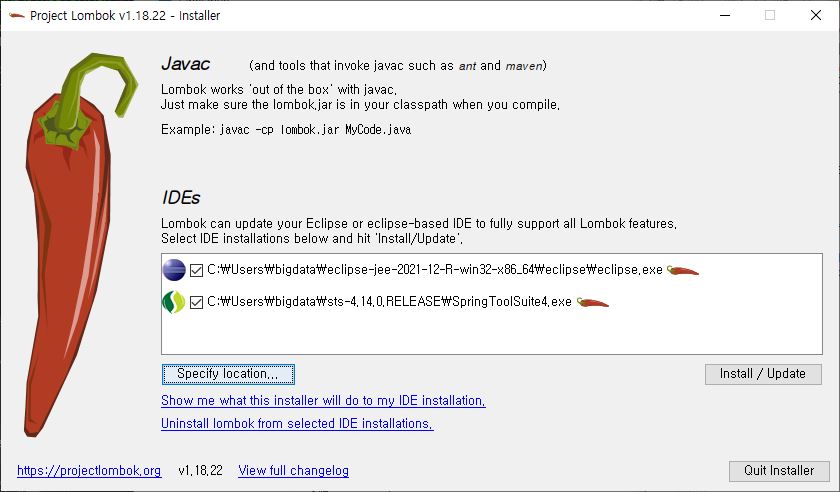 Project Lombok v1.18.22 - Installer
Javac (and tools that invoke javac such as ant and maven)
Lombok works 'out of the box' with javac.
Just make sure the lombok.jar is in your classpath when you compile.
Example: javac -cp lombok.jar MyCode.java
IDEs
Lombok can update your Eclipse or eclipse-based IDE to fully support all Lombok features.
Select IDE installations below and hit 'Install/Update'.
C:₩Users₩bigdata₩eclipse-jee-2021-12-R-win32-x86_64₩eclipse₩eclipse.exe
C:₩Users₩bigdata₩sts-4.14.0.RELEASE₩SpringToolSuite4.exe
Specify location... Install / Update
Show me what this installer will do to my IDE installation.
Uninstall lombok from selected IDE installations.
https://projectlombok.org v1.18.22 View full changelog Quit Installer